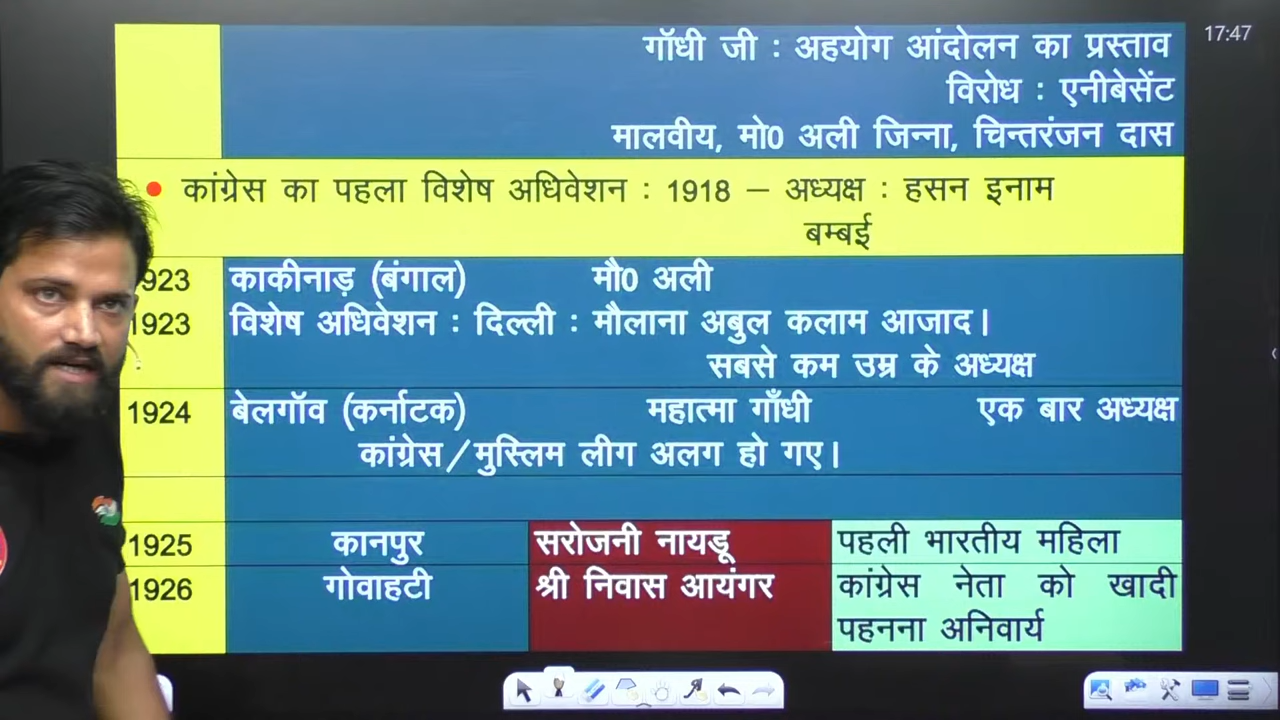 17:47
गॉधी जी : अहयोग आंदोलन का प्रस्ताव
विरोध : एनीबेसेंट
मालवीय, मो0 अली जिन्ना, चिन्तरंजन दास
• कांग्रेस का पहला विशेष अधिवेशन : 1918 – अध्यक्ष : हसन इनाम
बम्बई
923 काकीनाड़ (बंगाल) मौ0 अली
1923 विशेष अधिवेशन : दिल्ली : मौलाना अबुल कलाम आजाद।
सबसे कम उम्र के अध्यक्ष
1924 बेलगॉव (कर्नाटक) महात्मा गाँधी एक बार अध्यक्ष
कांग्रेस/मुस्लिम लीग अलग हो गए।
1925 कानपुर सरोजनी नायडू पहली भारतीय महिला
1926 गोवाहटी श्री निवास आयंगर कांग्रेस नेता को खादी
पहनना अनिवार्य